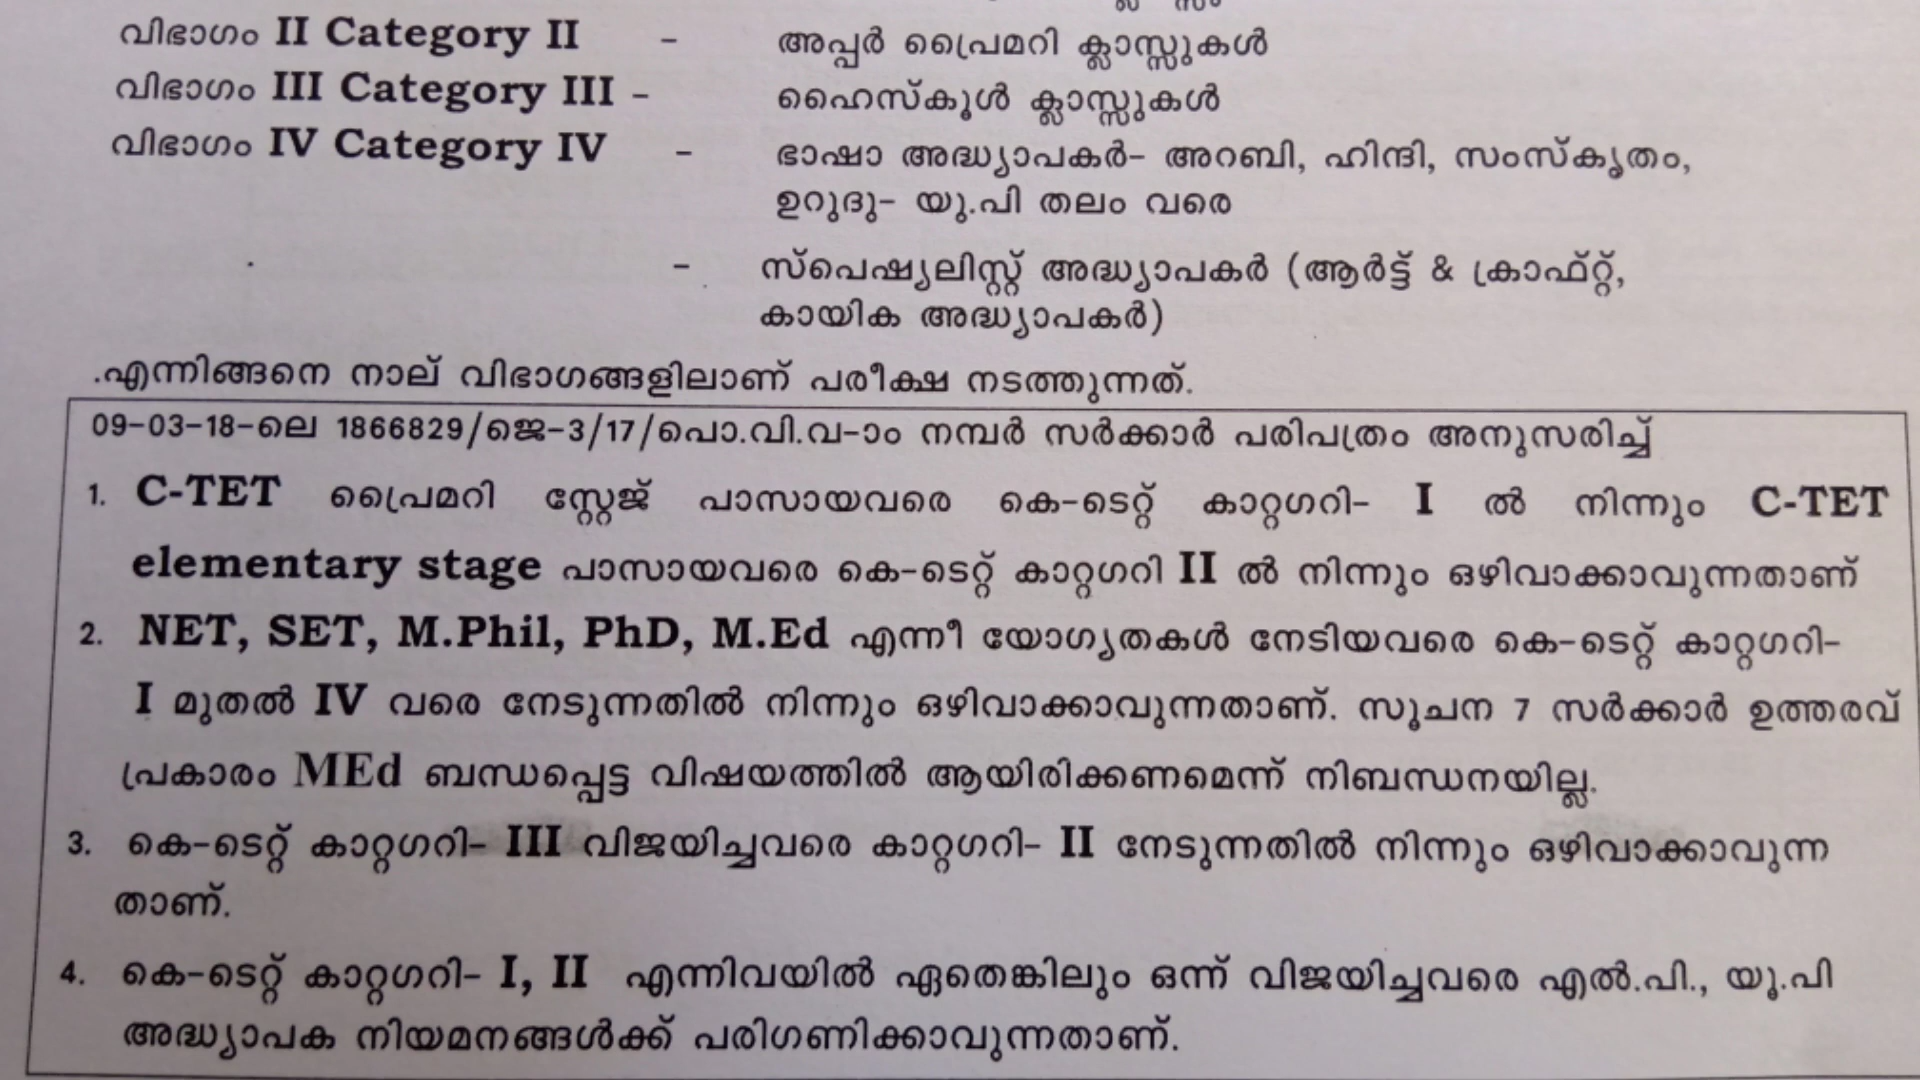 വിഭാഗം II Category II - അപ്പർ പ്രൈമറി ക്ലാസ്സുകൾ
വിഭാഗം III Category III - ഹൈസ്കൂൾ ക്ലാസ്സുകൾ
വിഭാഗം IV Category IV - ഭാഷാ അദ്ധ്യാപകർ- അറബി, ഹിന്ദി, സംസ്കൃതം,
ഉറുദു- യു.പി തലം വരെ
- സ്പെഷ്യലിസ്റ്റ് അദ്ധ്യാപകർ (ആർട്ട് & ക്രാഫ്റ്റ്,
കായിക അദ്ധ്യാപകർ)
.എന്നിങ്ങനെ നാല് വിഭാഗങ്ങളിലാണ് പരീക്ഷ നടത്തുന്നത്.
09-03-18-ലെ 1866829/ജെ-3/17/പൊ.വി.വ-ാം നമ്പർ സർക്കാർ പരിപത്രം അനുസരിച്ച്
1. C-TET പ്രൈമറി സ്റ്റേജ് പാസായവരെ കെ-ടെറ്റ് കാറ്റഗറി- I ൽ നിന്നും C-TET
elementary stage പാസായവരെ കെ-ടെറ്റ് കാറ്റഗറി II ൽ നിന്നും ഒഴിവാക്കാവുന്നതാണ്
2. NET, SET, M.Phil, PhD, M.Ed എന്നീ യോഗ്യതകൾ നേടിയവരെ കെ-ടെറ്റ് കാറ്റഗറി-
I മുതൽ IV വരെ നേടുന്നതിൽ നിന്നും ഒഴിവാക്കാവുന്നതാണ്. സൂചന 7 സർക്കാർ ഉത്തരവ്
പ്രകാരം MEd ബന്ധപ്പെട്ട വിഷയത്തിൽ ആയിരിക്കണമെന്ന് നിബന്ധനയില്ല.
3. കെ-ടെറ്റ് കാറ്റഗറി- III വിജയിച്ചവരെ കാറ്റഗറി- II നേടുന്നതിൽ നിന്നും ഒഴിവാക്കാവുന്ന
താണ്.
4. കെ-ടെറ്റ് കാറ്റഗറി- I, II എന്നിവയിൽ ഏതെങ്കിലും ഒന്ന് വിജയിച്ചവരെ എൽ.പി., യൂ.പി
അദ്ധ്യാപക നിയമനങ്ങൾക്ക് പരിഗണിക്കാവുന്നതാണ്.